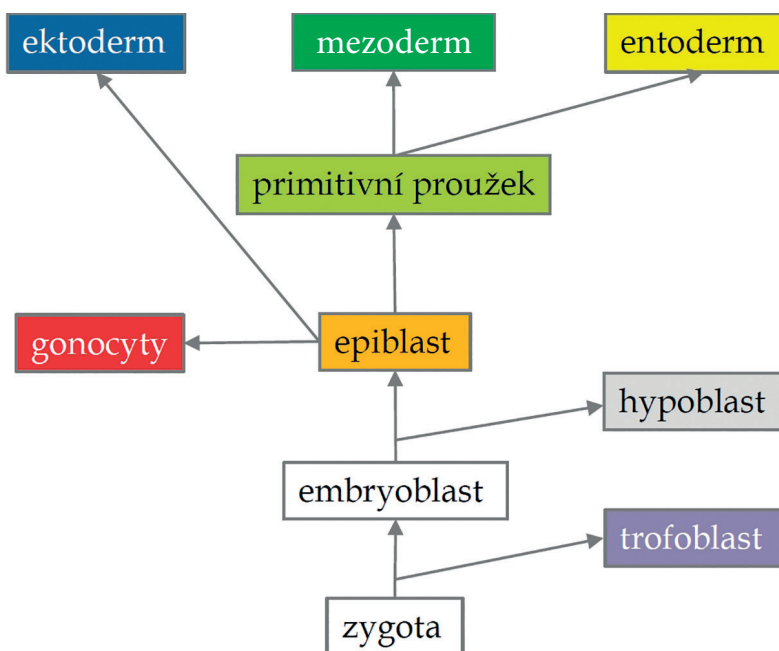 ektoderm
mezoderm
entoderm
primitivní proužek
gonocyty
epiblast
hypoblast
embryoblast
trofoblast
zygota